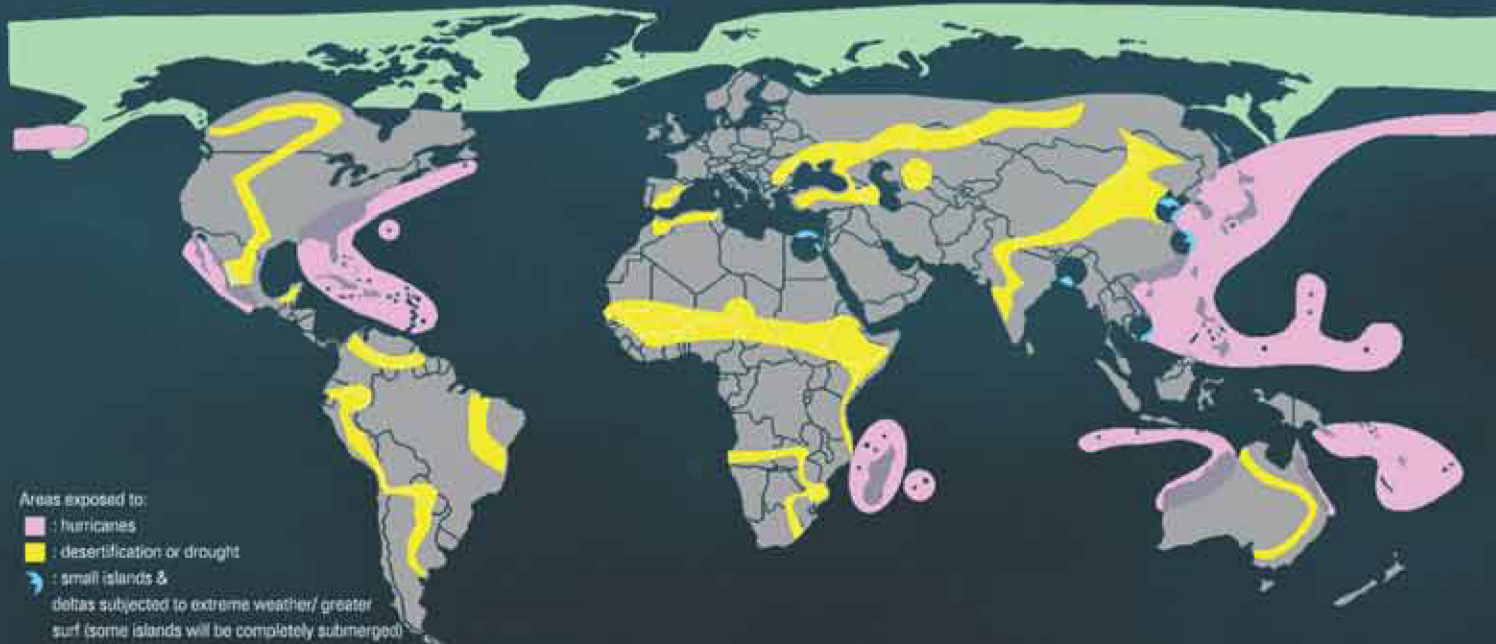 Areas exposed to:
: hurricanes
: desertification or drought
: small islands &
deltas subjected to extreme weather/ greater
surf (some islands will be completely submerged)